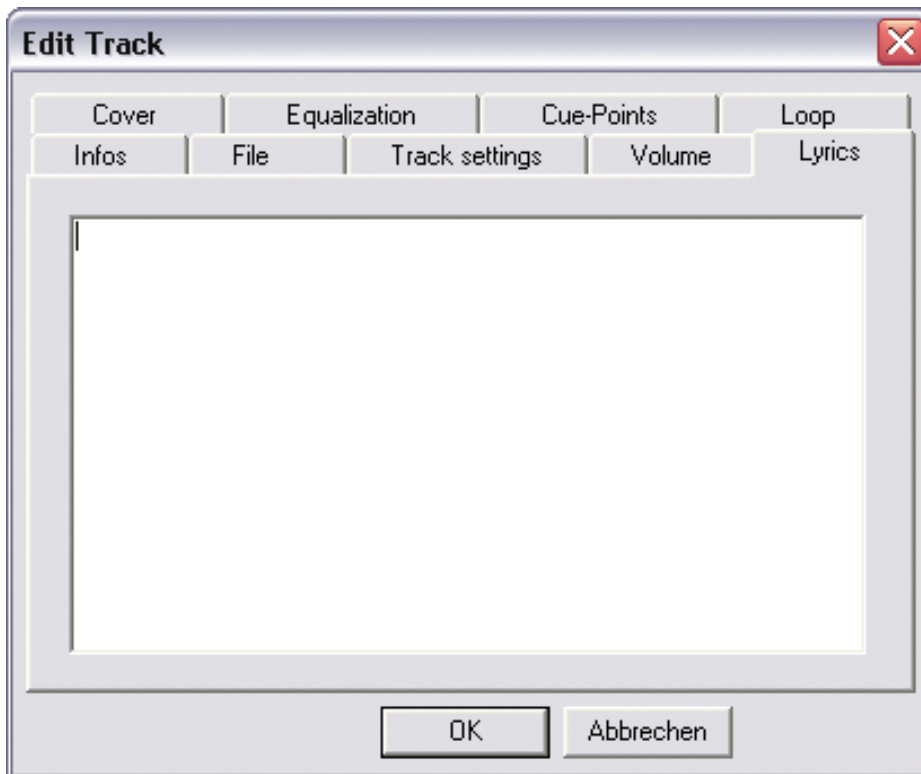 Edit Track
Cover Equalization Cue-Points Loop
Infos File Track settings Volume Lyrics
OK Abbrechen